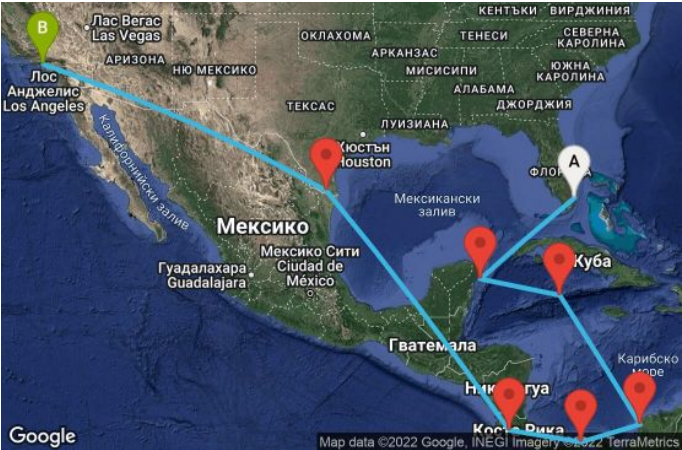 B
Лас Вегас
Las Vegas
КЕНТЪКИ
ВИРДЖИНИЯ
ОКЛАХОМА
ТЕНЕСИ
СЕВЕРНА
КАРОЛИНА
АРИЗОНА
НЮ МЕКСИКО
АРКАНЗАС
МИСИСИПИ
ЮЖНА
КАРОЛИНА
Лос
Анджелис
Los Angeles
АЛАБАМА
ТЕКСАС
ДЖОРДЖИЯ
ЛУИЗИАНА
Калифорнийски залив
Хюстън
Houston
A
Мексикански
залив
Мексико
Мексико Сити
Ciudad de
México
Гуадалахара
Guadalajara
Куба
Гватемала
Карибско
море
Коста Рика
Google
Map data ©2022 Google, INEGI Imagery ©2022 TerraMetrics